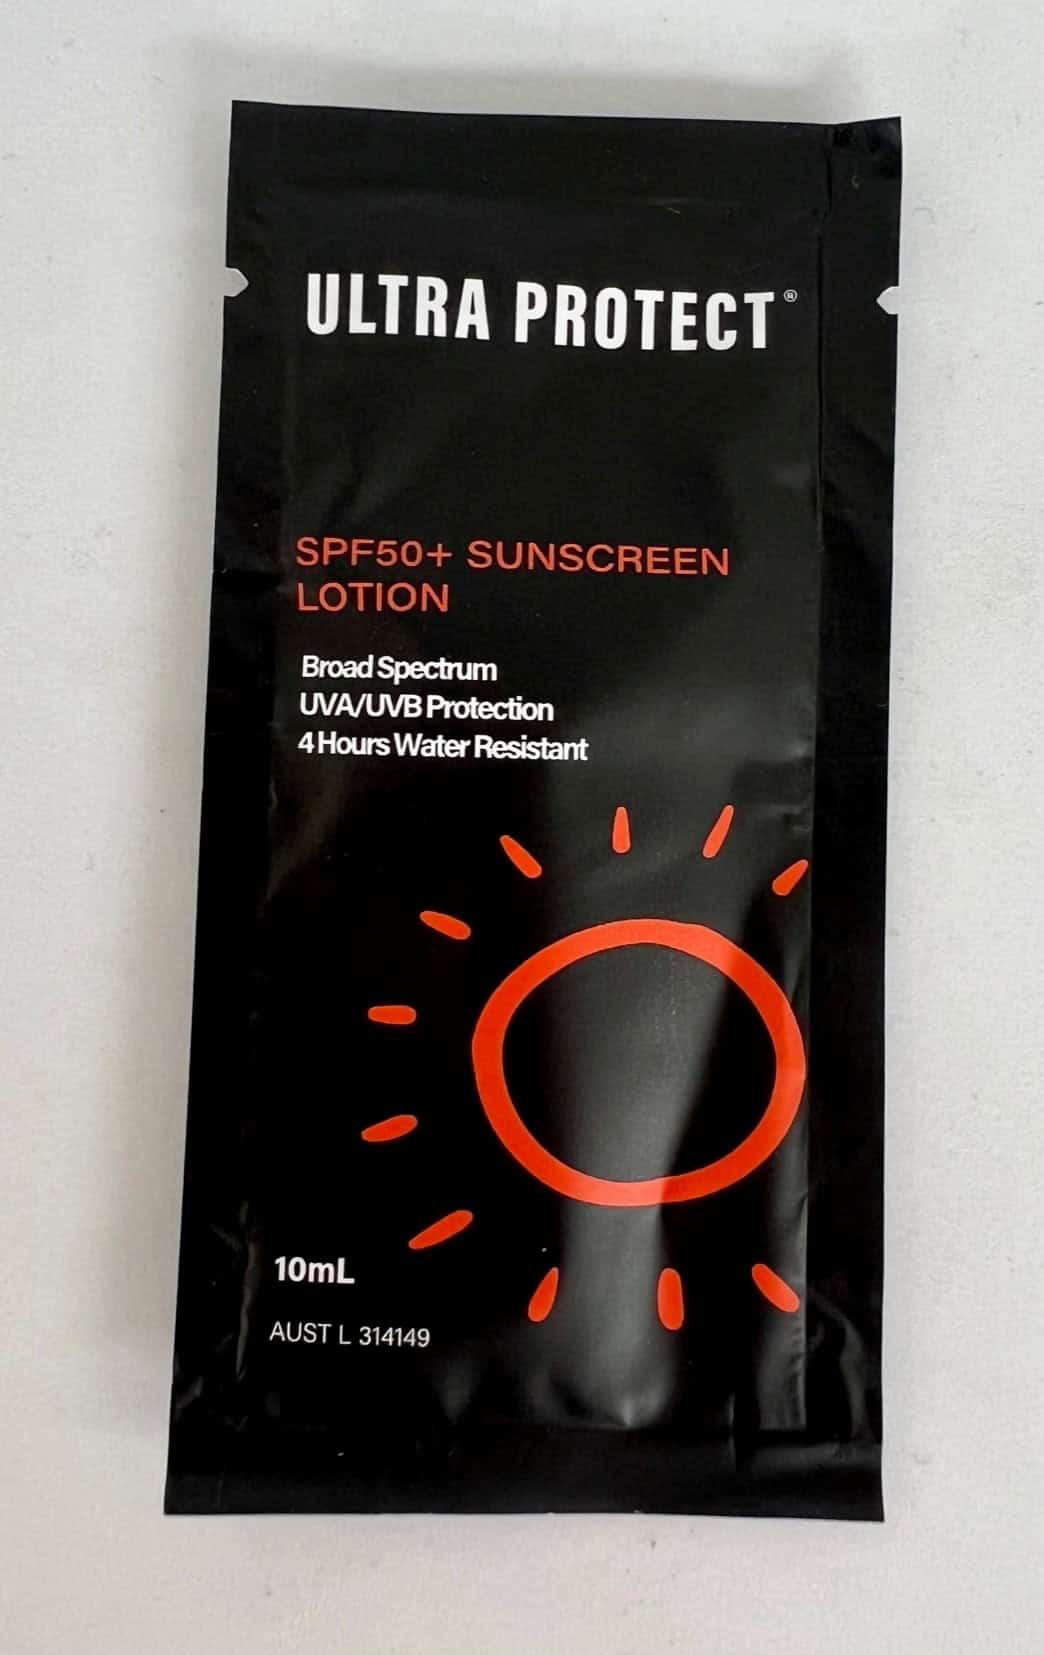 ULTRA PROTECT®
SPF50+ SUNSCREEN
LOTION
Broad Spectrum
UVA/UVB Protection
4 Hours Water Resistant
10mL
AUST L 314149